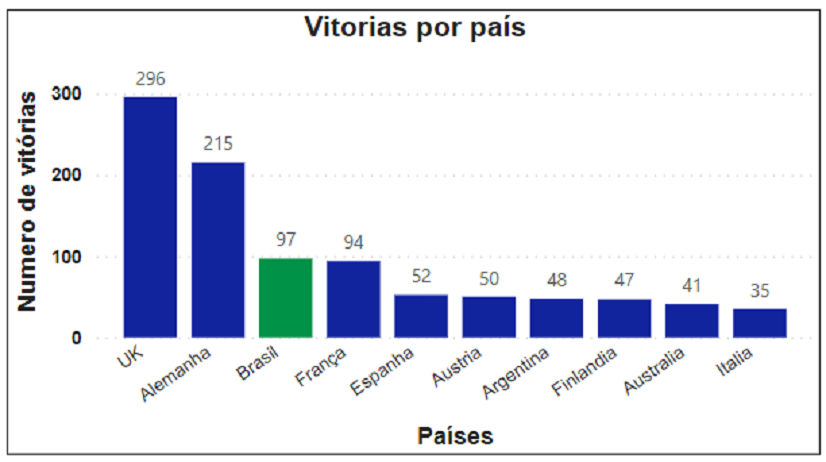 Vitorias por país
Numero de vitórias
300
200
100
0
296
215
97
94
52
50
48
47
41
35
UK
Alemanha
Brasil
França
Espanha
Austria
Argentina
Finlandia
Australia
Italia
Países